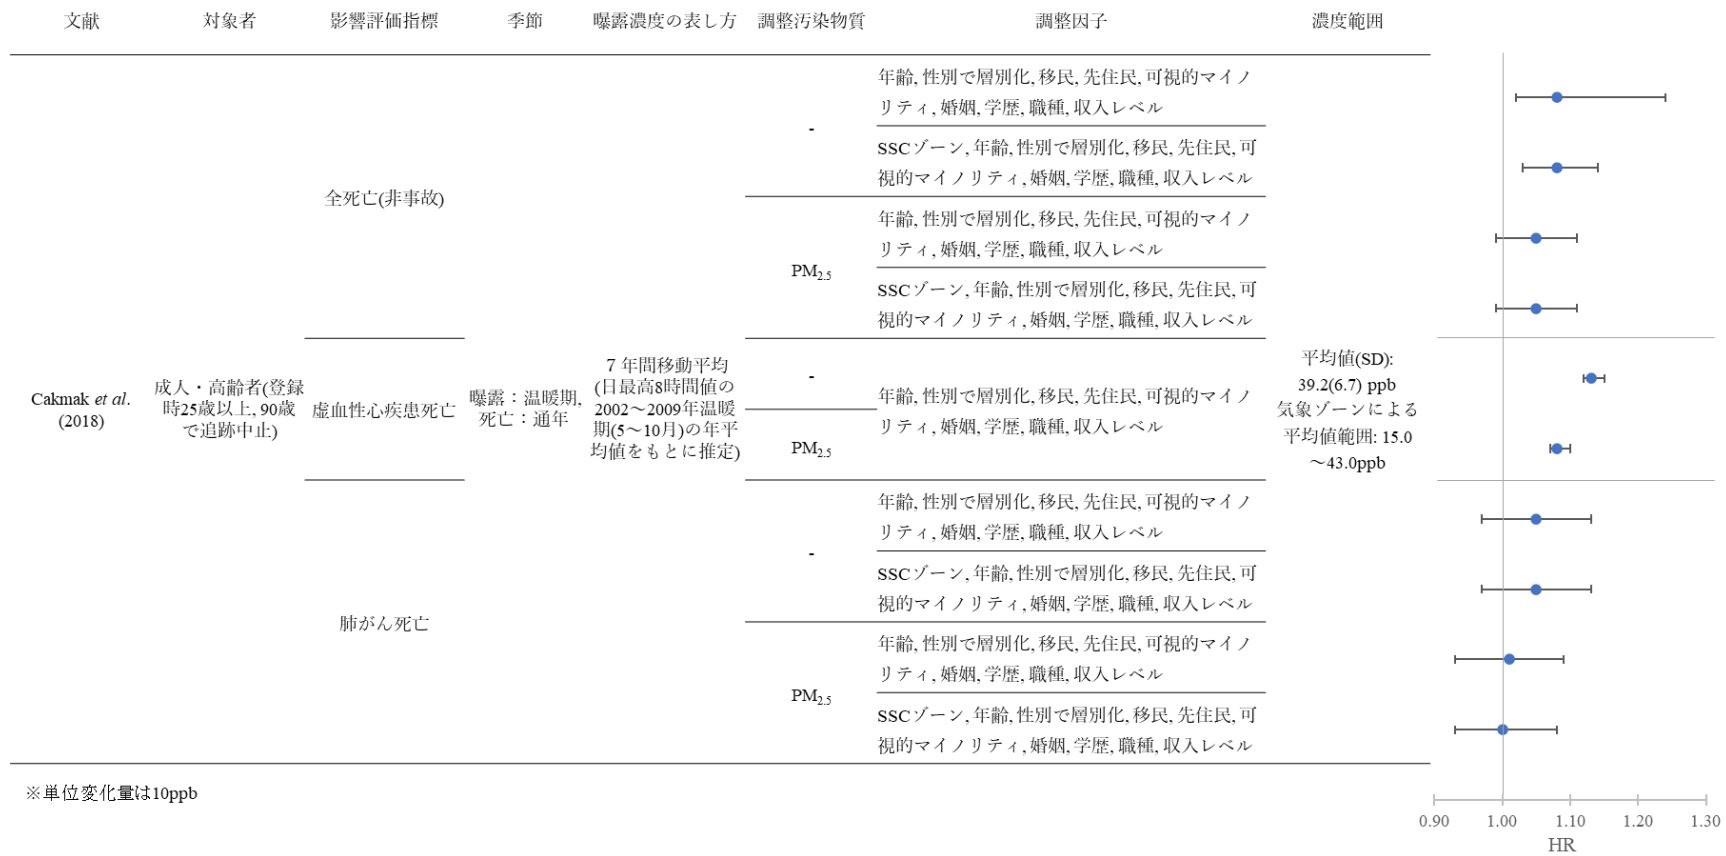 文献 対象者 影響評価指標 季節 曝露濃度の表し方 調整汚染物質 調整因子 濃度範囲
Cakmak et al.
(2018)
成人・高齢者(登録
時25歳以上, 90歳
で追跡中止)
全死亡(非事故)
虚血性心疾患死亡
肺がん死亡
曝露：温暖期,
死亡：通年
７年間移動平均
(日最高8時間値の
2002～2009年温暖
期(5～10月)の年平
均値をもとに推定)
-
年齢, 性別で層別化, 移民, 先住民, 可視的マイノ
リティ, 婚姻, 学歴, 職種, 収入レベル
SSCゾーン, 年齢, 性別で層別化, 移民, 先住民, 可
視的マイノリティ, 婚姻, 学歴, 職種, 収入レベル
PM2.5
年齢, 性別で層別化, 移民, 先住民, 可視的マイノ
リティ, 婚姻, 学歴, 職種, 収入レベル
SSCゾーン, 年齢, 性別で層別化, 移民, 先住民, 可
視的マイノリティ, 婚姻, 学歴, 職種, 収入レベル
-
PM2.5
年齢, 性別で層別化, 移民, 先住民, 可視的マイノ
リティ, 婚姻, 学歴, 職種, 収入レベル
-
年齢, 性別で層別化, 移民, 先住民, 可視的マイノ
リティ, 婚姻, 学歴, 職種, 収入レベル
SSCゾーン, 年齢, 性別で層別化, 移民, 先住民, 可
視的マイノリティ, 婚姻, 学歴, 職種, 収入レベル
PM2.5
年齢, 性別で層別化, 移民, 先住民, 可視的マイノ
リティ, 婚姻, 学歴, 職種, 収入レベル
SSCゾーン, 年齢, 性別で層別化, 移民, 先住民, 可
視的マイノリティ, 婚姻, 学歴, 職種, 収入レベル
平均値(SD):
39.2(6.7) ppb
気象ゾーンによる
平均値範囲: 15.0
～43.0ppb
※単位変化量は10ppb
0.90 1.00 1.10 1.20 1.30
HR